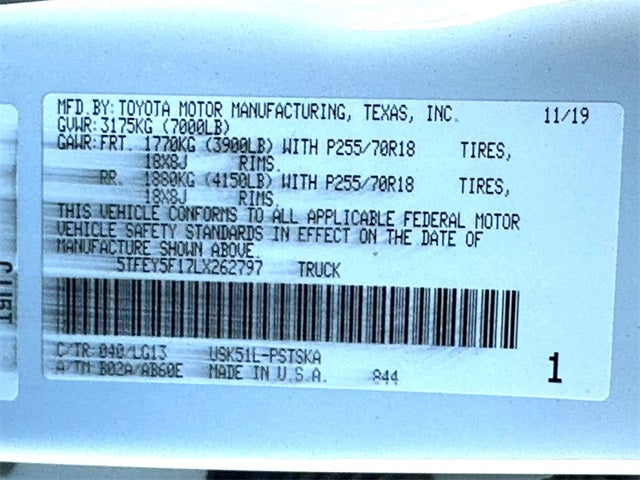 MFD. BY: TOYOTA MOTOR MANUFACTURING, TEXAS, INC. 11/19
GVWR: 3175KG (7000LB)
GAWR: FRT. 1770KG (3900LB) WITH P255/70R18 TIRES,
18X8J RIMS.
RR. 1880KG (4150LB) WITH P255/70R18 TIRES,
18X8J RIMS.
THIS VEHICLE CONFORMS TO ALL APPLICABLE FEDERAL MOTOR
VEHICLE SAFETY STANDARDS IN EFFECT ON THE DATE OF
MANUFACTURE SHOWN ABOVE.
5TFEY5F17LX262797 TRUCK
C/TR 040/LG13 USK51L-PSTSKA
A/TM B02A/AB60E MADE IN U.S.A. 844 1